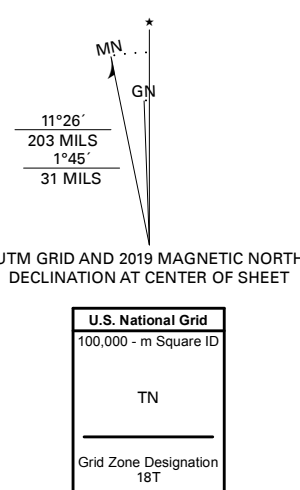 MN
GN
11°26´
203 MILS
1°45´
31 MILS
UTM GRID AND 2019 MAGNETIC NORTH
DECLINATION AT CENTER OF SHEET
U.S. National Grid
100,000 - m Square ID
TN
Grid Zone Designation
18T